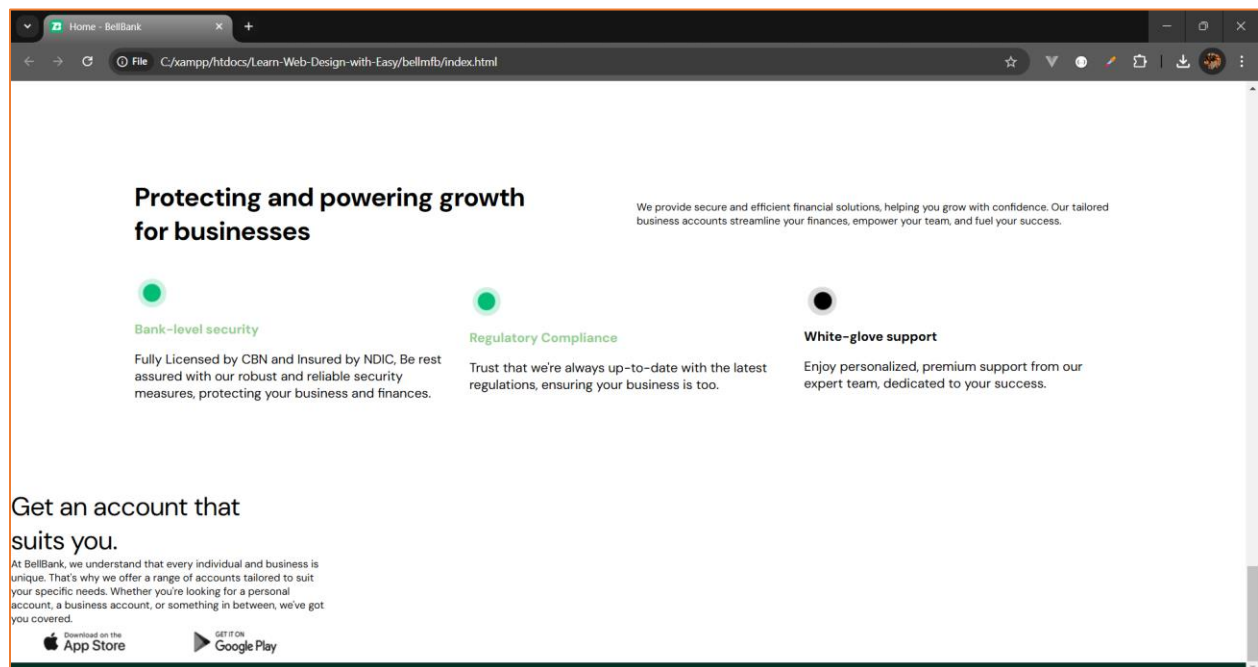 Home - BellBank
File
C:/xampp/htdocs/Learn-Web-Design-with-Easy/bellmfb/index.html
Protecting and powering growth
for businesses
We provide secure and efficient financial solutions, helping you grow with confidence. Our tailored
business accounts streamline your finances, empower your team, and fuel your success.
Bank-level security
Fully Licensed by CBN and Insured by NDIC, Be rest
assured with our robust and reliable security
measures, protecting your business and finances.
Regulatory Compliance
Trust that we're always up-to-date with the latest
regulations, ensuring your business is too.
White-glove support
Enjoy personalized, premium support from our
expert team, dedicated to your success.
Get an account that
suits you.
At BellBank, we understand that every individual and business is
unique. That's why we offer a range of accounts tailored to suit
your specific needs. Whether you're looking for a personal
account, a business account, or something in between, we've got
you covered.
Download on the
App Store
GET IT ON
Google Play